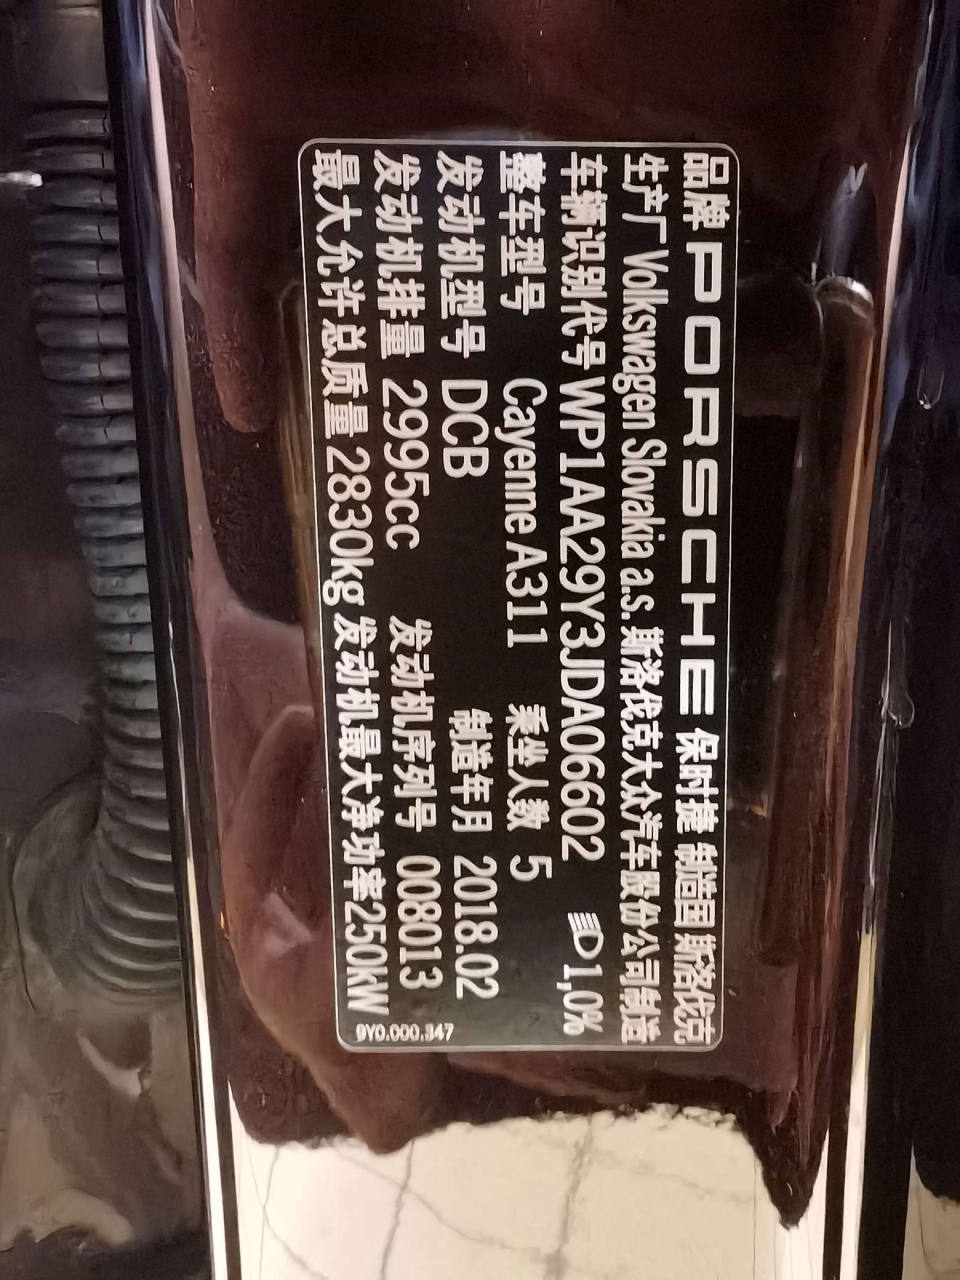 品牌 PORSCHE 保时捷 制造国 斯洛伐克
生产厂 Volkswagen Slovakia a.s. 斯洛伐克大众汽车股份公司制造
车辆识别代号 WP1AA29Y3JDA06602 1,0%
整车型号 Cayenne A311 乘坐人数 5
发动机型号 DCB 制造年月 2018.02
发动机排量 2995cc 发动机序列号 008013
最大允许总质量 2830kg 发动机最大净功率250kW
9Y0.000.347